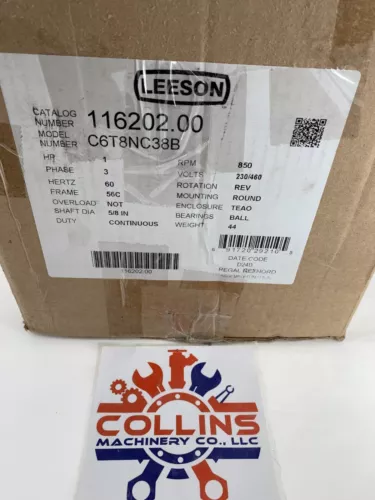 LEESON
CATALOG NUMBER 116202.00
MODEL NUMBER C6T8NC38B
HP 1 RPM 850
PHASE 3 VOLTS 230/460
HERTZ 60 ROTATION REV
FRAME 56C MOUNTING ROUND
OVERLOAD NOT ENCLOSURE TEAO
SHAFT DIA 5/8 IN BEARINGS BALL
DUTY CONTINUOUS WEIGHT 44
116202.00
DATE CODE
REGAL REXNORD
COLLINS
MACHINERY CO., LLC